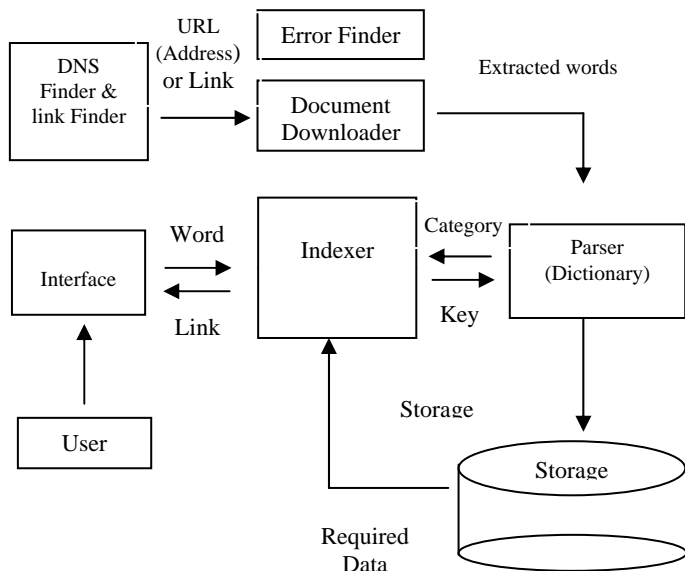 URL
(Address)
or Link
Error Finder
DNS
Finder &
link Finder
Document
Downloader
Extracted words
Interface
Word
Link
Indexer
Category
Key
Parser
(Dictionary)
User
Storage
Storage
Required
Data